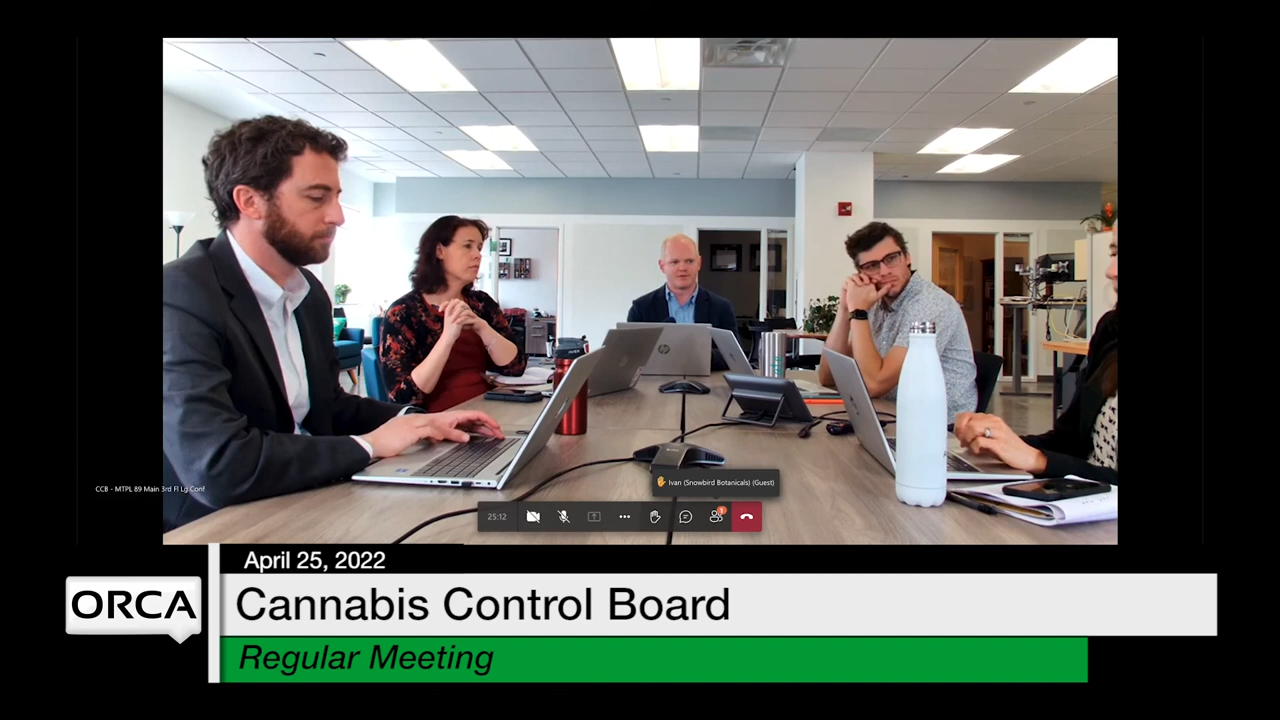 CCB - MTPL 89 Main 3rd Fl Lg Conf
Ivan (Snowbird Botanicals) (Guest)
25:12
1
April 25, 2022
ORCA
Cannabis Control Board
Regular Meeting